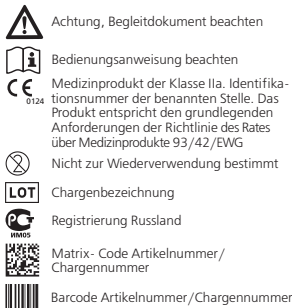 Achtung, Begleitdokument beachten
Bedienungsanweisung beachten
Medizinprodukt der Klasse IIa. Identifika-
0124 tionsnummer der benannten Stelle. Das
Produkt entspricht den grundlegenden
Anforderungen der Richtlinie des Rates
über Medizinprodukte 93/42/EWG
Nicht zur Wiederverwendung bestimmt
LOT Chargenbezeichnung
Registrierung Russland
ИМ05
Matrix- Code Artikelnummer/
Chargennummer
Barcode Artikelnummer/Chargennummer